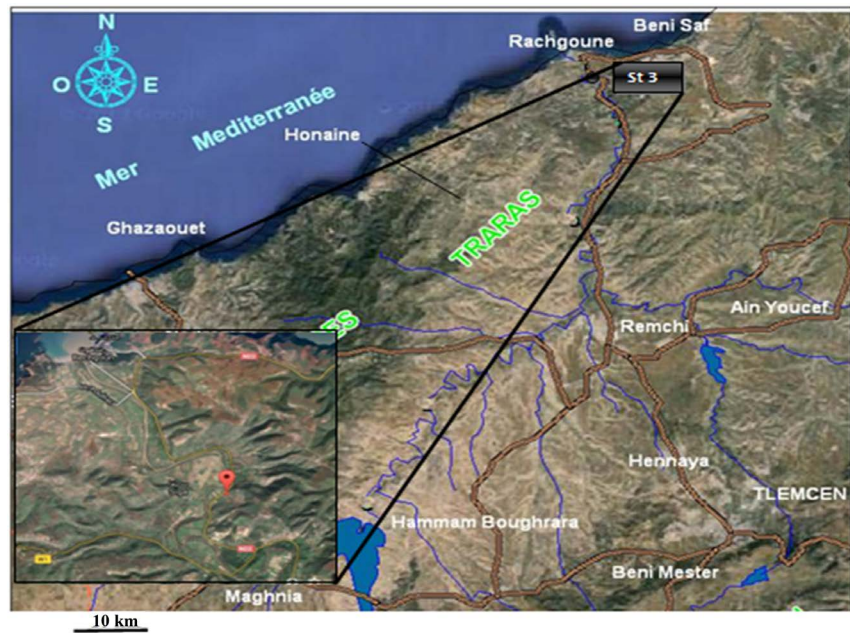 N
O
E
S
Mer Mediterranée
Rachgoune
Beni Saf
St 3
Honaine
Ghazaouet
TRARAS
ES
Remchi
Ain Youcef
Hennaya
TLEMCEN
Hammam Boughrara
Beni Mester
Maghnia
10 km